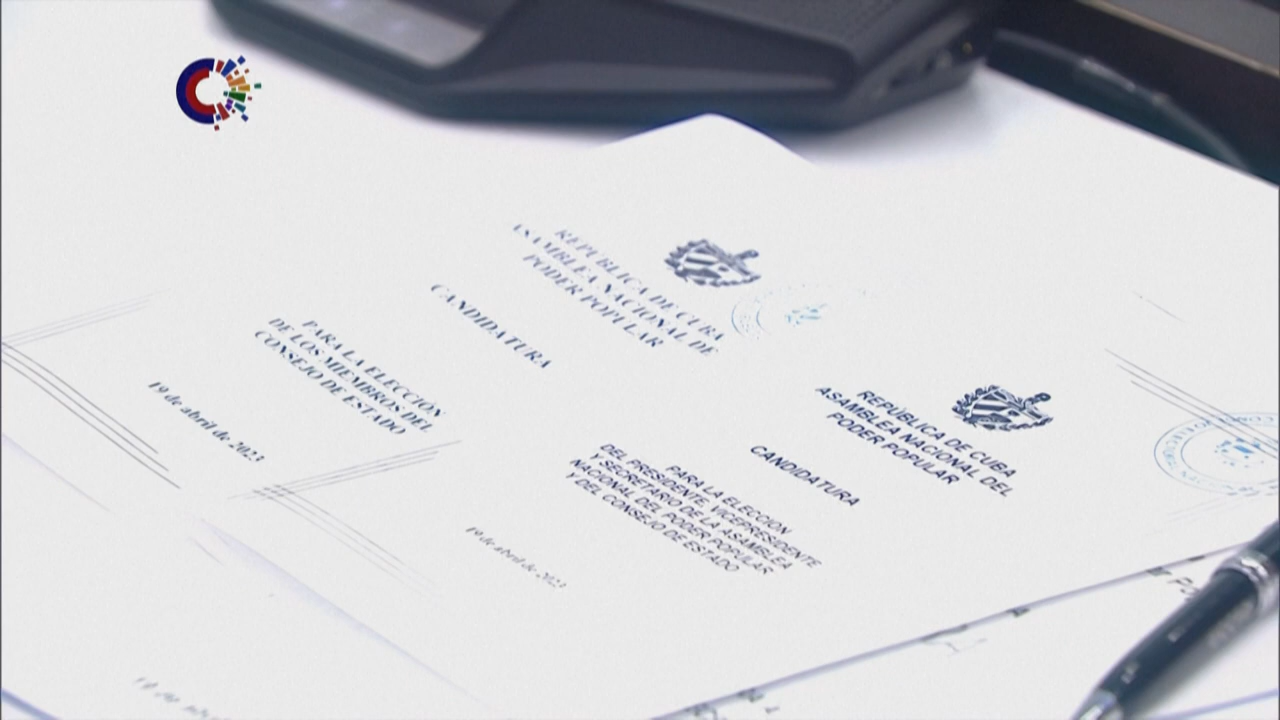 REPÚBLICA DE CUBA
ASAMBLEA NACIONAL DE
PODER POPULAR
CANDIDATURA
PARA LA ELECCIÓN
DE LOS MIEMBROS DEL
CONSEJO DE ESTADO
19 de abril de 2023
REPÚBLICA DE CUBA
ASAMBLEA NACIONAL DEL
PODER POPULAR
CANDIDATURA
PARA LA ELECCIÓN
DEL PRESIDENTE, VICEPRESIDENTE
Y SECRETARIO DE LA ASAMBLEA
NACIONAL DEL PODER POPULAR
Y DEL CONSEJO DE ESTADO
19 de abril de 2023